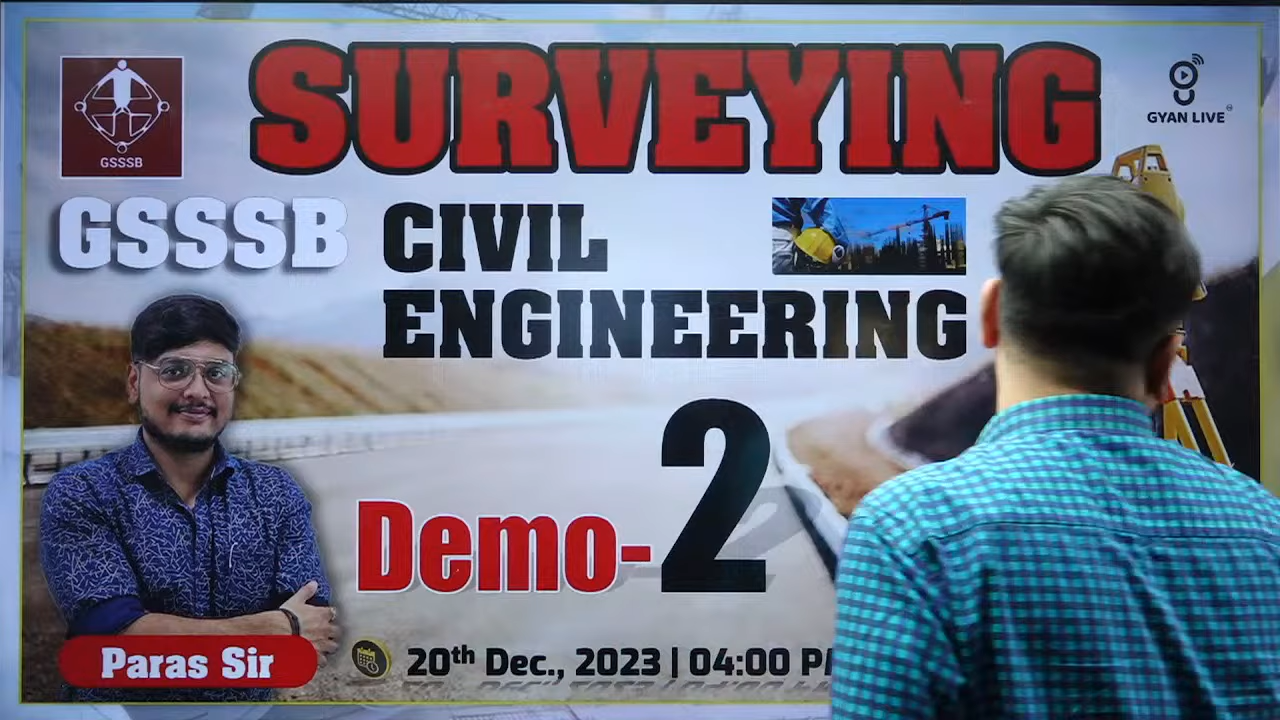 SURVEYING
GSSSB
GYAN LIVE
GSSSB
CIVIL
ENGINEERING
Demo-2
Paras Sir
20th Dec., 2023 | 04:00